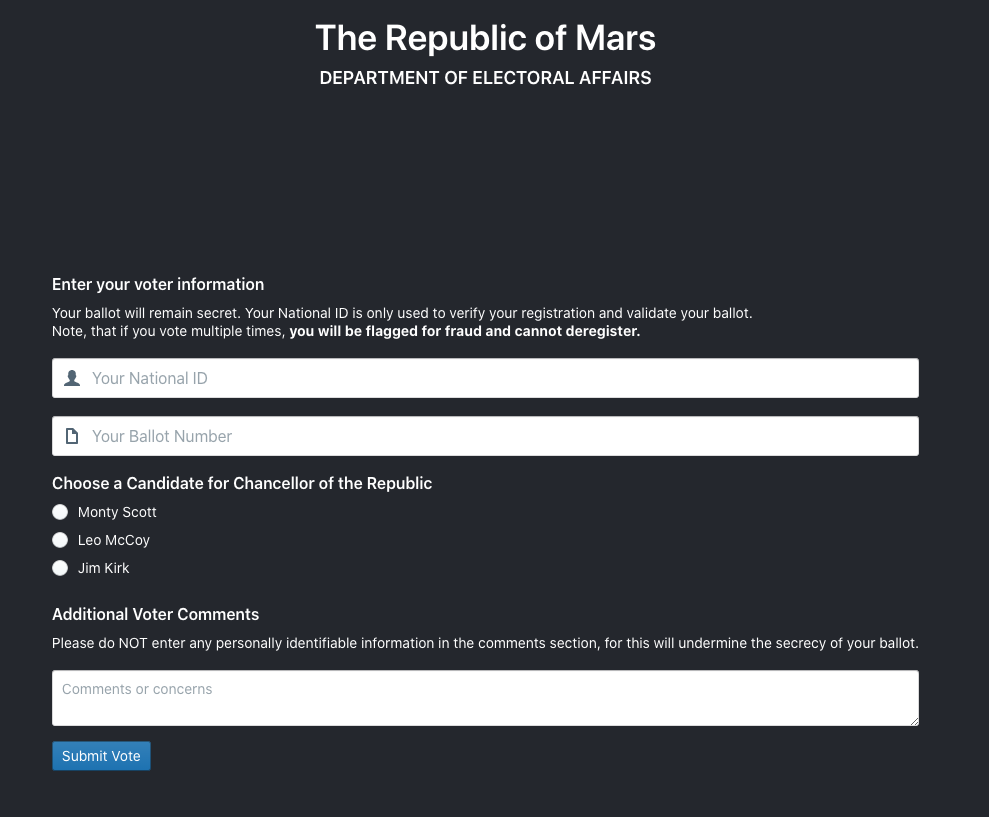 The Republic of Mars
DEPARTMENT OF ELECTORAL AFFAIRS
Enter your voter information
Your ballot will remain secret. Your National ID is only used to verify your registration and validate your ballot.
Note, that if you vote multiple times, you will be flagged for fraud and cannot deregister.
Your National ID
Your Ballot Number
Choose a Candidate for Chancellor of the Republic
Monty Scott
Leo McCoy
Jim Kirk
Additional Voter Comments
Please do NOT enter any personally identifiable information in the comments section, for this will undermine the secrecy of your ballot.
Comments or concerns
Submit Vote